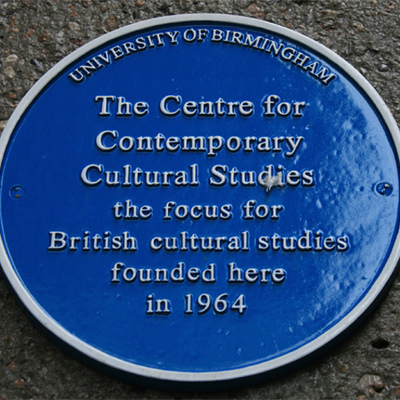 UNIVERSITY OF BIRMINGHAM
The Centre for
Contemporary
Cultural Studies
the focus for
British cultural studies
founded here
in 1964